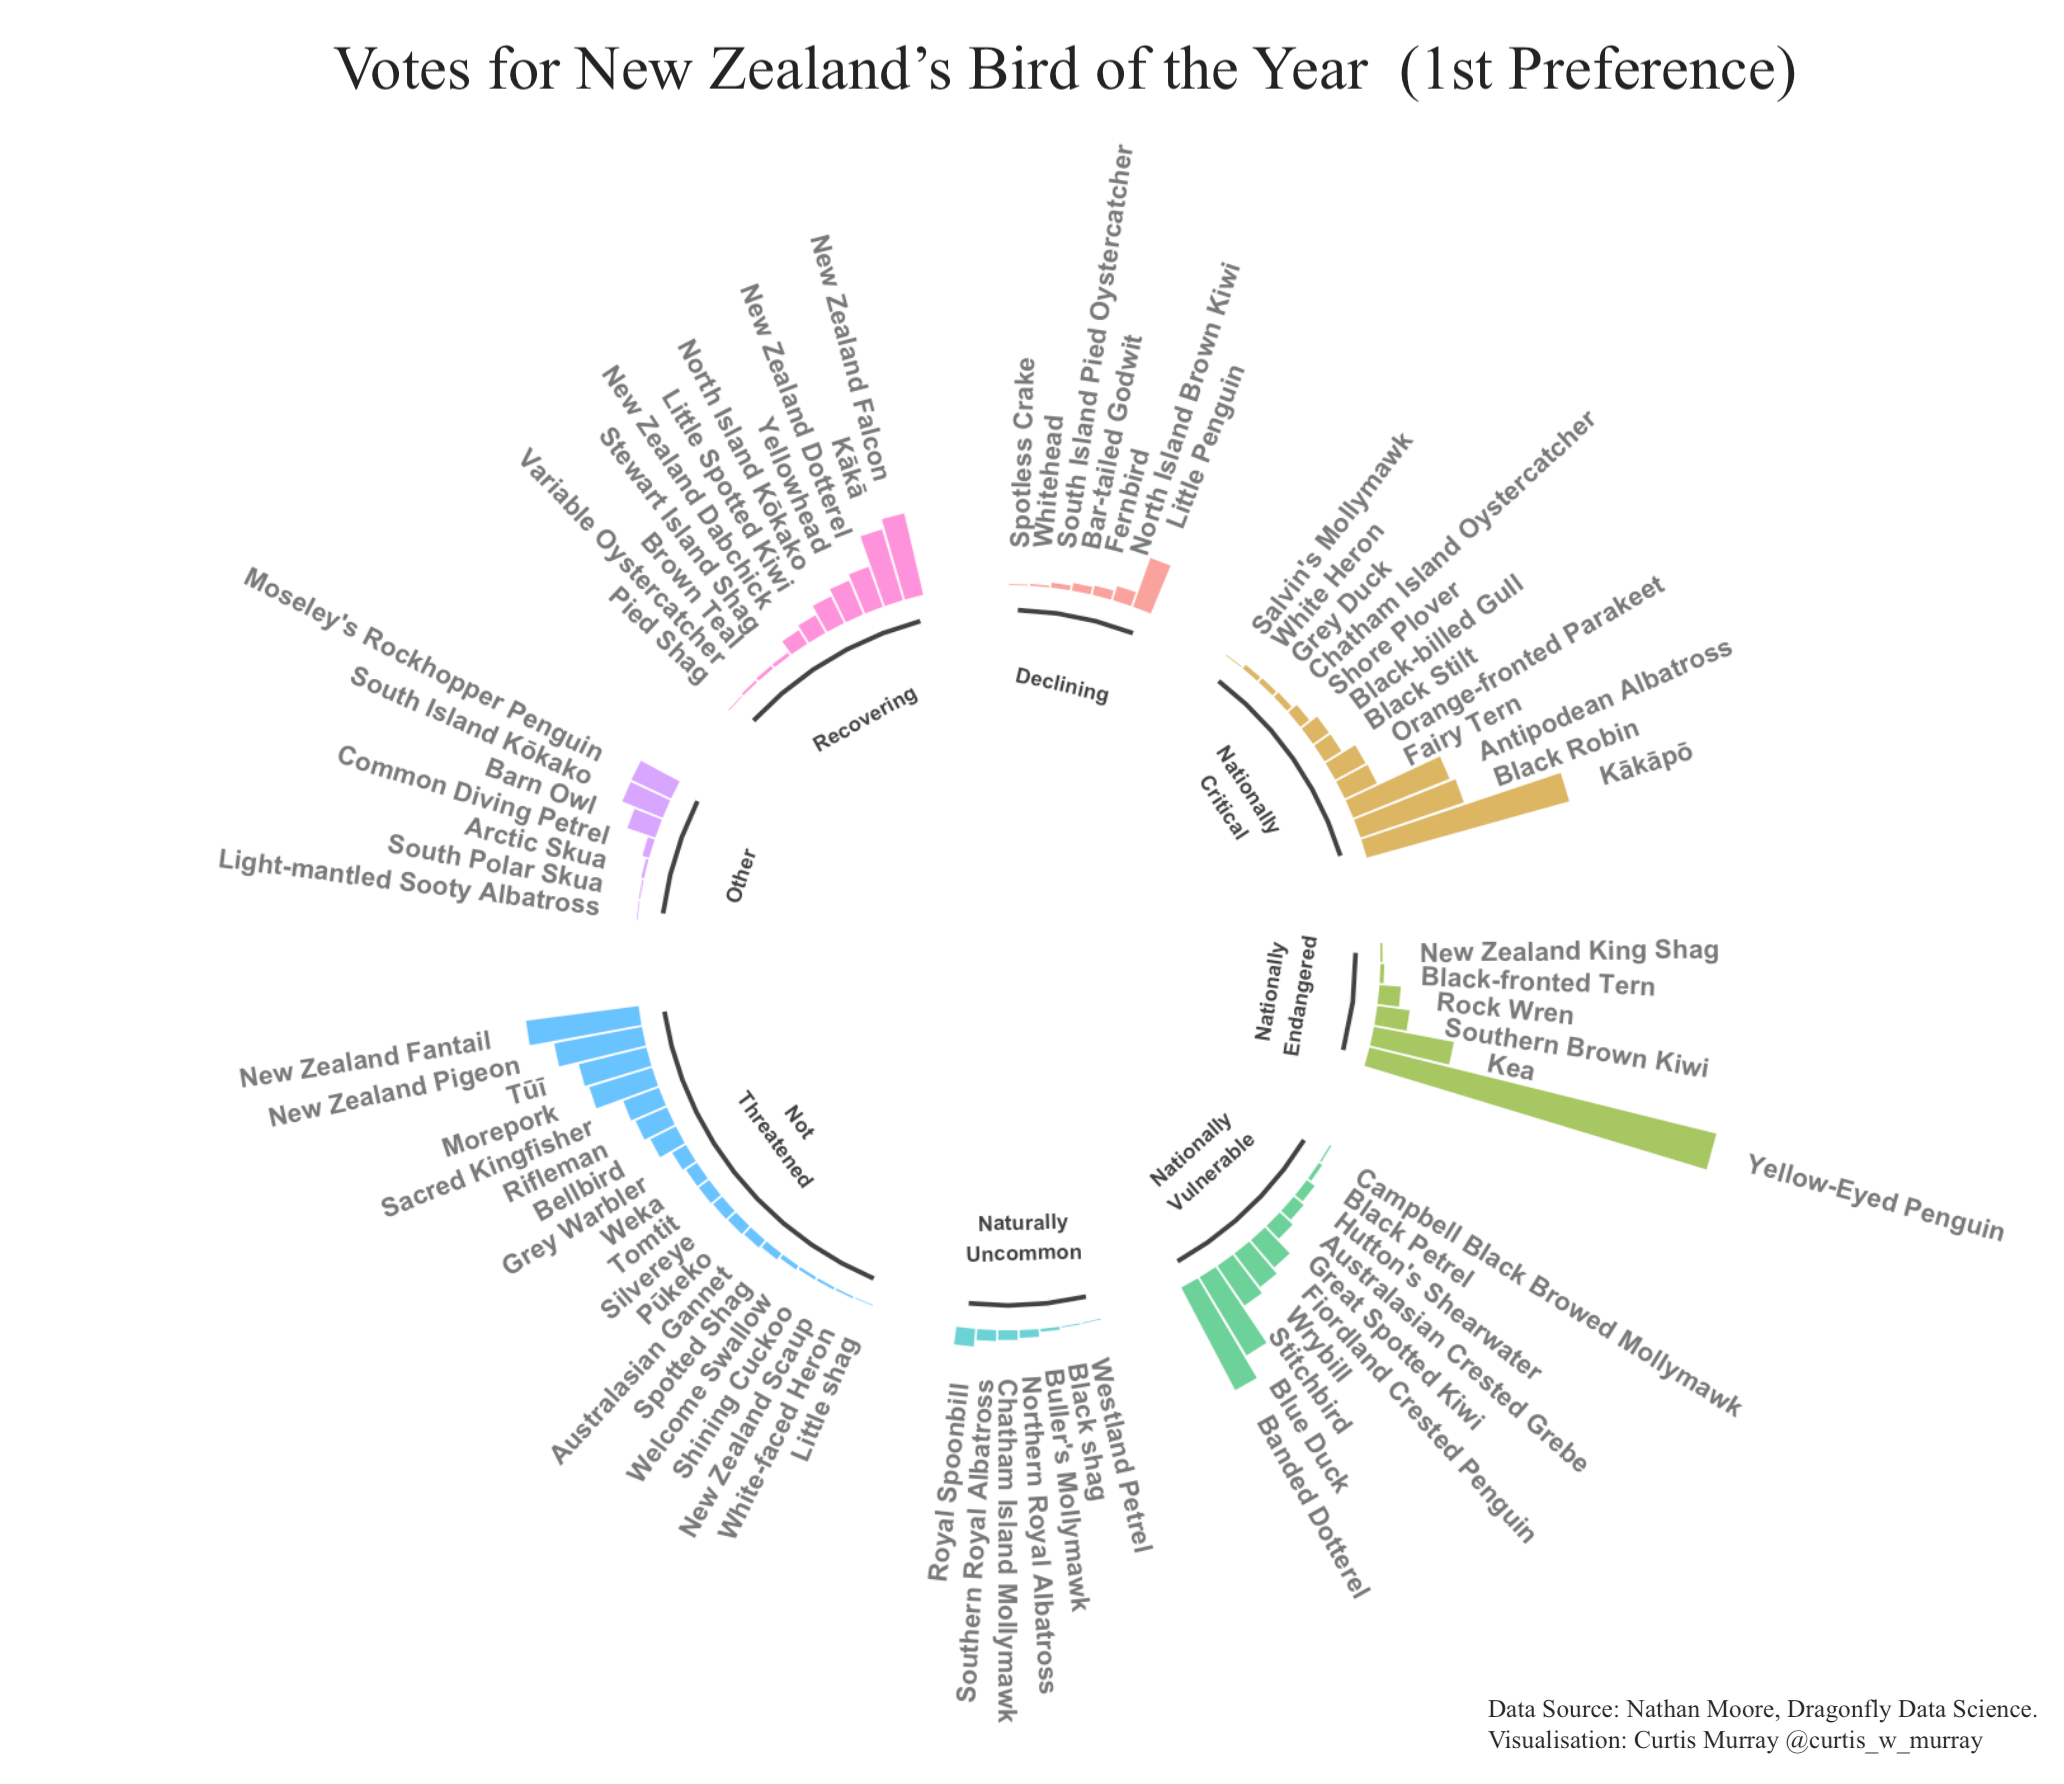 Votes for New Zealand’s Bird of the Year (1st Preference)
Spotless Crake
Whitehead
South Island Pied Oystercatcher
Bar-tailed Godwit
Fernbird
North Island Brown Kiwi
Little Penguin
Declining
Salvin's Mollymawk
White Heron
Grey Duck
Chatham Island Oystercatcher
Shore Plover
Black-billed Gull
Black Stilt
Orange-fronted Parakeet
Fairy Tern
Antipodean Albatross
Black Robin
Kākāpō
Nationally
Critical
New Zealand King Shag
Black-fronted Tern
Rock Wren
Southern Brown Kiwi
Kea
Yellow-Eyed Penguin
Nationally
Endangered
Campbell Black Browed Mollymawk
Black Petrel
Hutton's Shearwater
Australasian Crested Grebe
Great Spotted Kiwi
Fiordland Crested Penguin
Wrybill
Stitchbird
Blue Duck
Banded Dotterel
Nationally
Vulnerable
Westland Petrel
Black shag
Buller's Mollymawk
Northern Royal Albatross
Chatham Island Mollymawk
Southern Royal Albatross
Royal Spoonbill
Naturally
Uncommon
Little shag
White-faced Heron
New Zealand Scaup
Shining Cuckoo
Welcome Swallow
Spotted Shag
Australasian Gannet
Pūkeko
Silvereye
Tomtit
Weka
Grey Warbler
Bellbird
Rifleman
Sacred Kingfisher
Morepork
Tūī
New Zealand Pigeon
New Zealand Fantail
Not
Threatened
Light-mantled Sooty Albatross
South Polar Skua
Arctic Skua
Common Diving Petrel
Barn Owl
South Island Kōkako
Moseley's Rockhopper Penguin
Other
Pied Shag
Variable Oystercatcher
Brown Teal
Stewart Island Shag
New Zealand Dabchick
Little Spotted Kiwi
North Island Kōkako
Yellowhead
New Zealand Dotterel
Kākā
New Zealand Falcon
Recovering
Data Source: Nathan Moore, Dragonfly Data Science.
Visualisation: Curtis Murray @curtis_w_murray